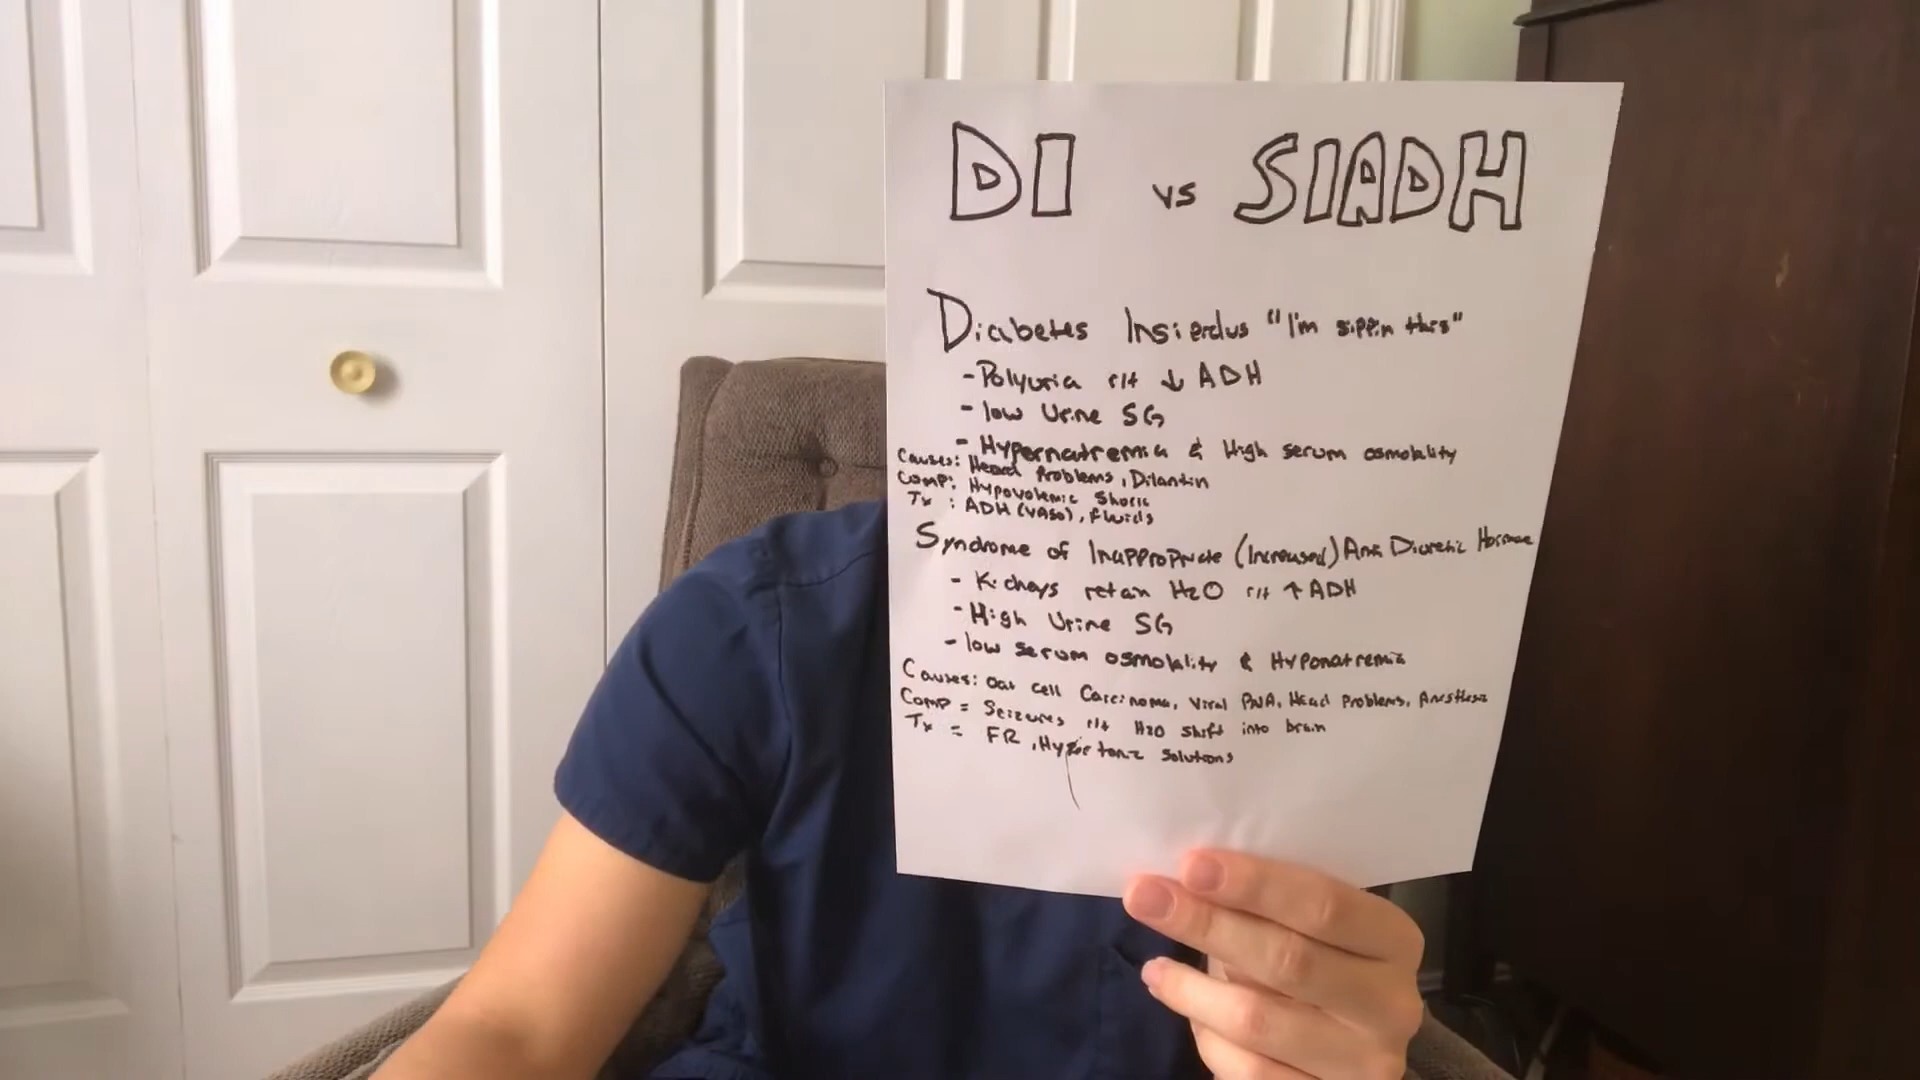 DI vs SIADH
Diabetes Insipidus "I'm sippin this"
- Polyuria r/t ↓ ADH
- low Urine SG
- Hypernatremia & High serum osmolality
Causes: Head Problems, Dilantin
Comp: Hypovolemic Shock
Tx : ADH (vaso), fluids
Syndrome of Inappropriate (Increased) Anti Diuretic Hormone
- Kidneys retain H2O r/t ↑ ADH
- High Urine SG
- low serum osmolality & Hyponatremia
Causes: Oat cell Carcinoma, Viral PNA, Head Problems, Anesthesia
Comp = Seizures r/t H2O shift into brain
Tx = FR, Hypertonic Solutions